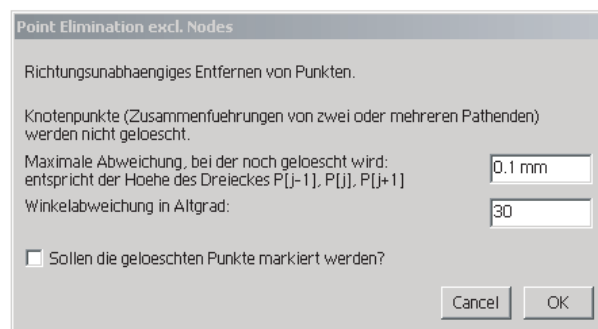 Point Elimination excl. Nodes
Richtungsunabhaengiges Entfernen von Punkten.
Knotenpunkte (Zusammenfuehrungen von zwei oder mehreren Pathenden)
werden nicht geloescht.
Maximale Abweichung, bei der noch geloescht wird:
entspricht der Hoehe des Dreieckes P[j-1], P[j], P[j+1]
0.1 mm
Winkelabweichung in Altgrad:
30
Sollen die geloeschten Punkte markiert werden?
Cancel
OK